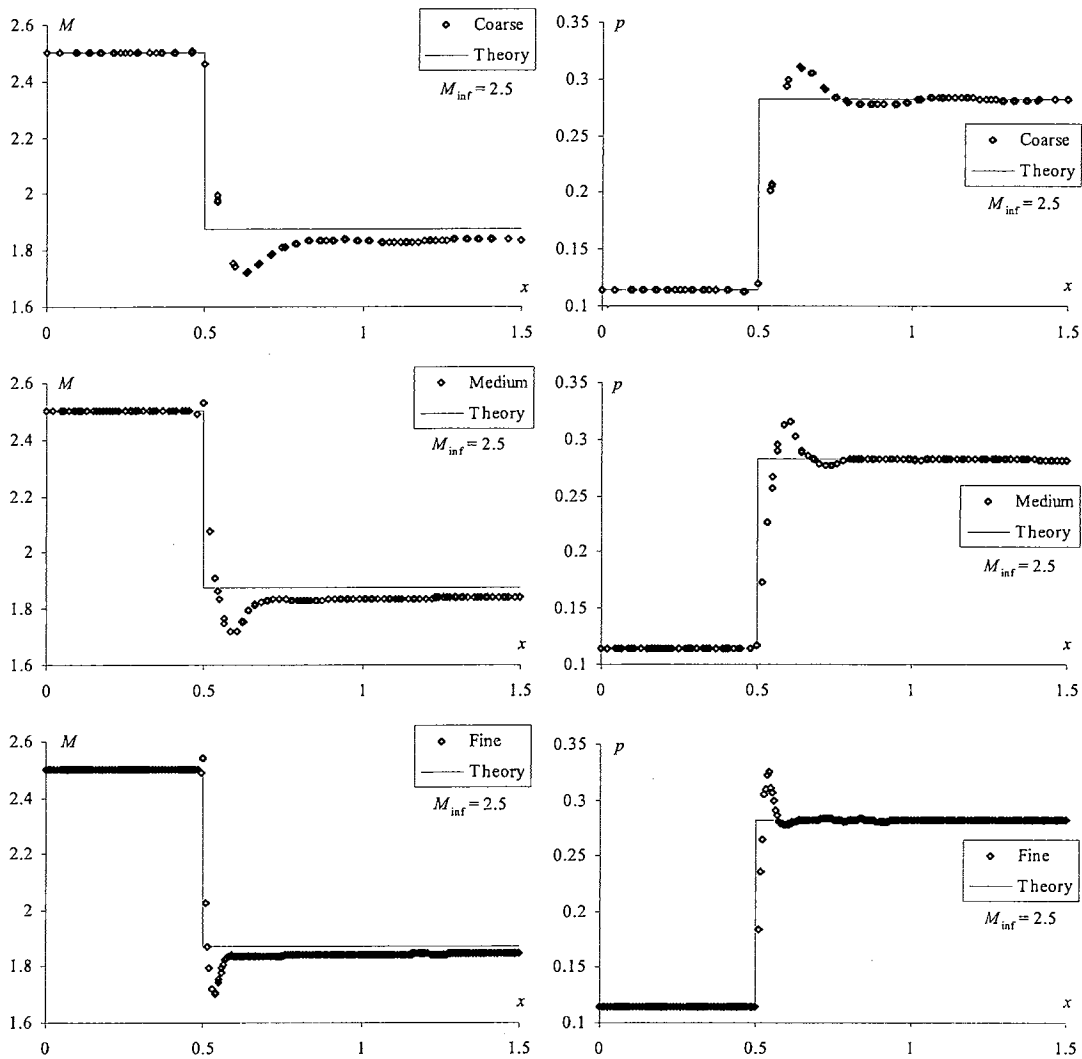 2.6 M
Coarse
Theory
M inf = 2.5
2.4
2.2
2
1.8
1.6
x
0 0.5 1 1.5
0.35 p
0.3
Coarse
Theory
M inf = 2.5
0.25
0.2
0.15
0.1
x
0 0.5 1 1.5
2.6 M
Medium
Theory
M inf = 2.5
2.4
2.2
2
1.8
1.6
x
0 0.5 1 1.5
0.35 p
0.3
Medium
Theory
M inf = 2.5
0.25
0.2
0.15
0.1
x
0 0.5 1 1.5
2.6 M
Fine
Theory
M inf = 2.5
2.4
2.2
2
1.8
1.6
x
0 0.5 1 1.5
0.35 p
0.3
Fine
Theory
M inf = 2.5
0.25
0.2
0.15
0.1
x
0 0.5 1 1.5